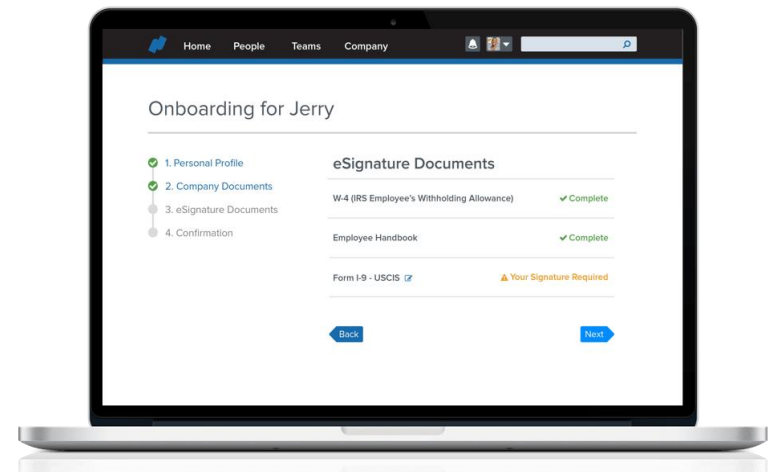 Home People Teams Company
Onboarding for Jerry
1. Personal Profile
2. Company Documents
3. eSignature Documents
4. Confirmation
eSignature Documents
W-4 (IRS Employee's Withholding Allowance) Complete
Employee Handbook Complete
Form I-9 - USCIS Your Signature Required
Back Next